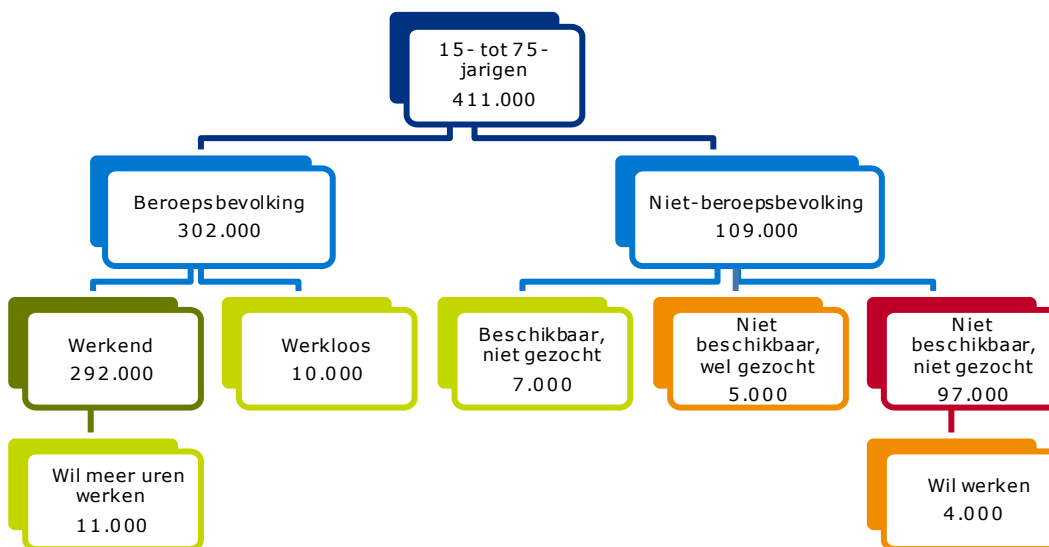 15- tot 75-
jarigen
411.000
Beroepsbevolking
302.000
Niet-beroepsbevolking
109.000
Werkend
292.000
Werkloos
10.000
Beschikbaar,
niet gezocht
7.000
Niet
beschikbaar,
wel gezocht
5.000
Niet
beschikbaar,
niet gezocht
97.000
Wil meer uren
werken
11.000
Wil werken
4.000